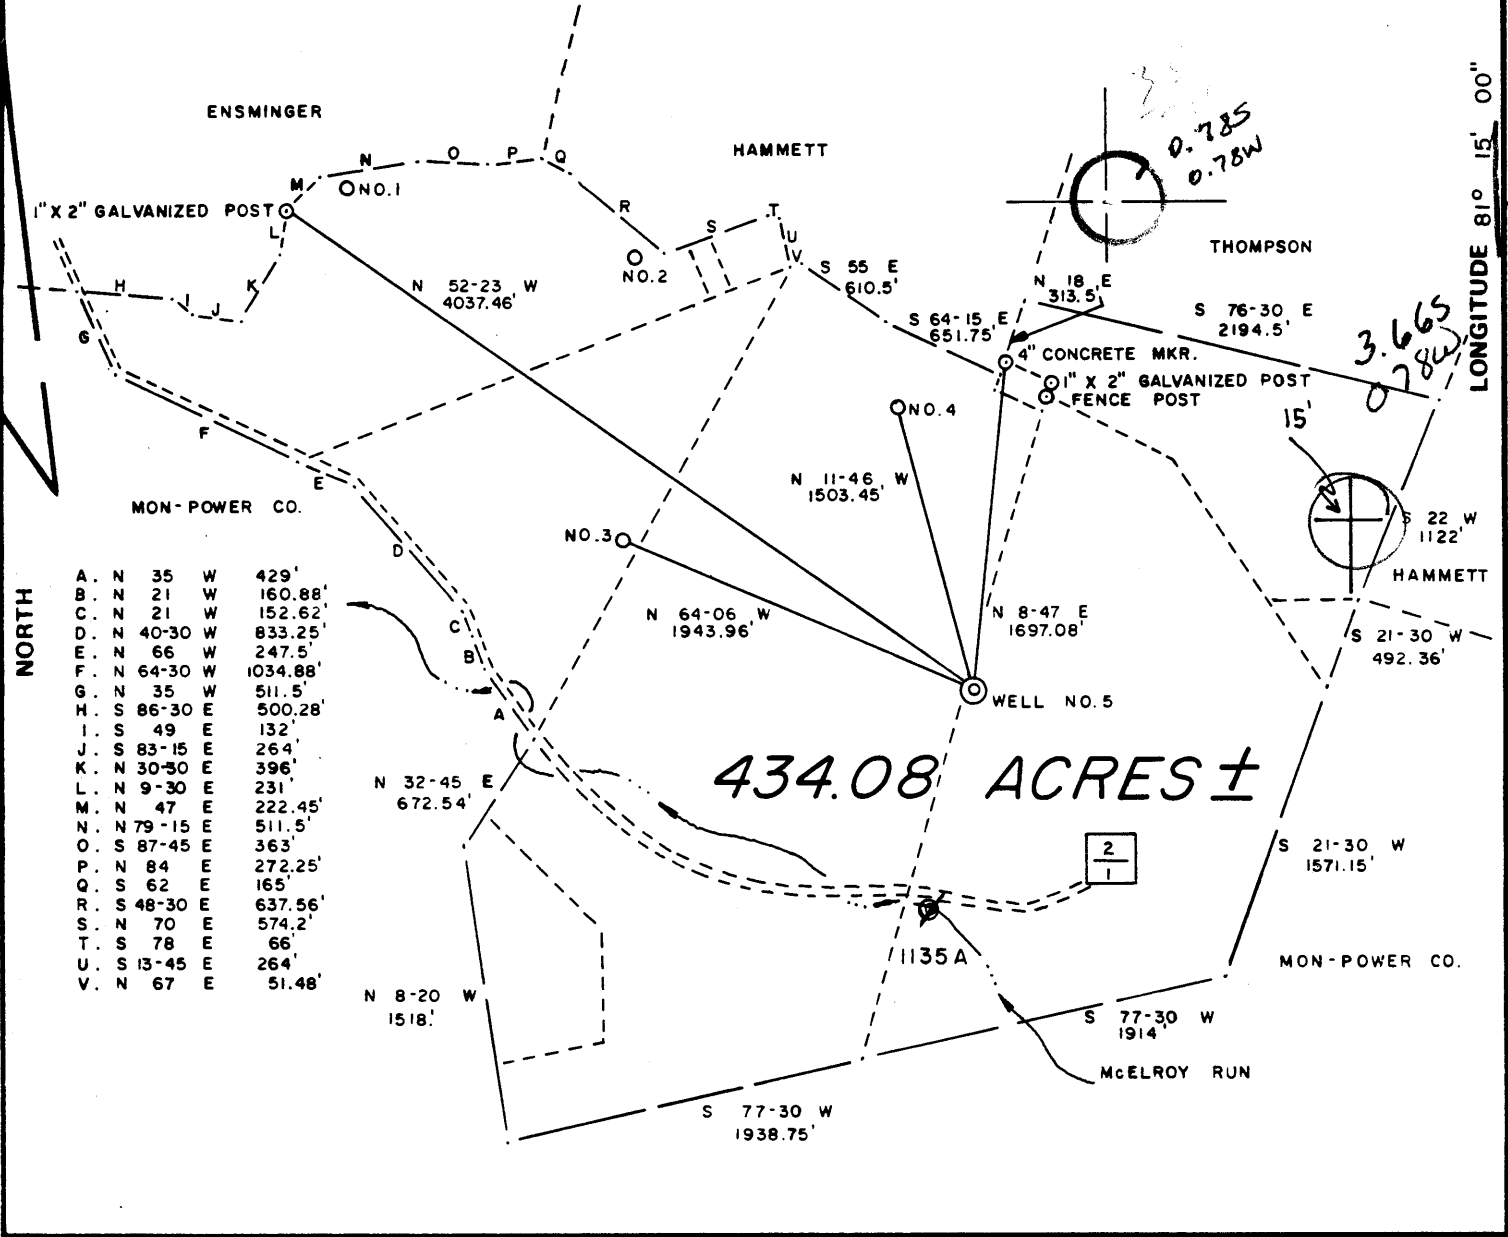 ENSMINGER
HAMMETT
0.78S
0.78W
LONGITUDE 81° 15' 00"
M
N
O
P
Q
NO.1
1" X 2" GALVANIZED POST
L
R
S
T
U
V
NO.2
THOMPSON
H
I
J
K
G
N 52-23 W
4037.46'
S 55 E
610.5'
N 18 E
313.5'
S 64-15 E
651.75'
S 76-30 E
2194.5'
3.66S
0.78W
4" CONCRETE MKR.
1" X 2" GALVANIZED POST
FENCE POST
15'
NO.4
F
E
N 11-46 W
1503.45'
MON-POWER CO.
NO.3
D
S 22 W
1122'
HAMMETT
NORTH
A. N 35 W 429'
B. N 21 W 160.88'
C. N 21 W 152.62'
D. N 40-30 W 833.25'
E. N 66 W 247.5'
F. N 64-30 W 1034.88'
G. N 35 W 511.5'
H. S 86-30 E 500.28'
I. S 49 E 132'
J. S 83-15 E 264'
K. N 30-30 E 396'
L. N 9-30 E 231'
M. N 47 E 222.45'
N. N 79-15 E 511.5'
O. S 87-45 E 363'
P. N 84 E 272.25'
Q. S 62 E 165'
R. S 48-30 E 637.56'
S. N 70 E 574.2'
T. S 78 E 66'
U. S 13-45 E 264'
V. N 67 E 51.48'
C
B
A
N 64-06 W
1943.96'
N 8-47 E
1697.08'
S 21-30 W
492.36'
WELL NO.5
434.08 ACRES ±
N 32-45 E
672.54'
2
1
S 21-30 W
1571.15'
1135A
MON-POWER CO.
N 8-20 W
1518'
S 77-30 W
1914'
McELROY RUN
S 77-30 W
1938.75'